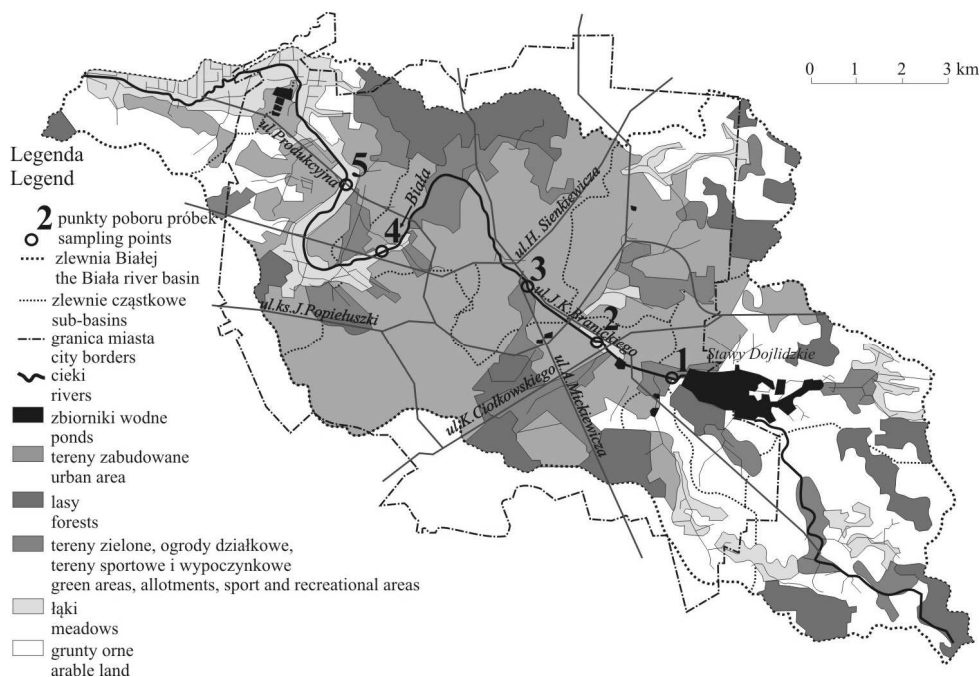 0 1 2 3 km
ul.Produkcyjna
5
Biała
4
ul.H. Sienkiewicza
3
ul.J.K.Branickiego
2
ul.ks.J.Popiełuszki
1
Stawy Dojlidzkie
ul.A.Mickiewicza
ul.K. Ciołkowskiego
Legenda
Legend
2 punkty poboru próbek
sampling points
zlewnia Białej
the Biała river basin
zlewnie cząstkowe
sub-basins
granica miasta
city borders
cieki
rivers
zbiorniki wodne
ponds
tereny zabudowane
urban area
lasy
forests
tereny zielone, ogrody działkowe,
tereny sportowe i wypoczynkowe
green areas, allotments, sport and recreational areas
łąki
meadows
grunty orne
arable land